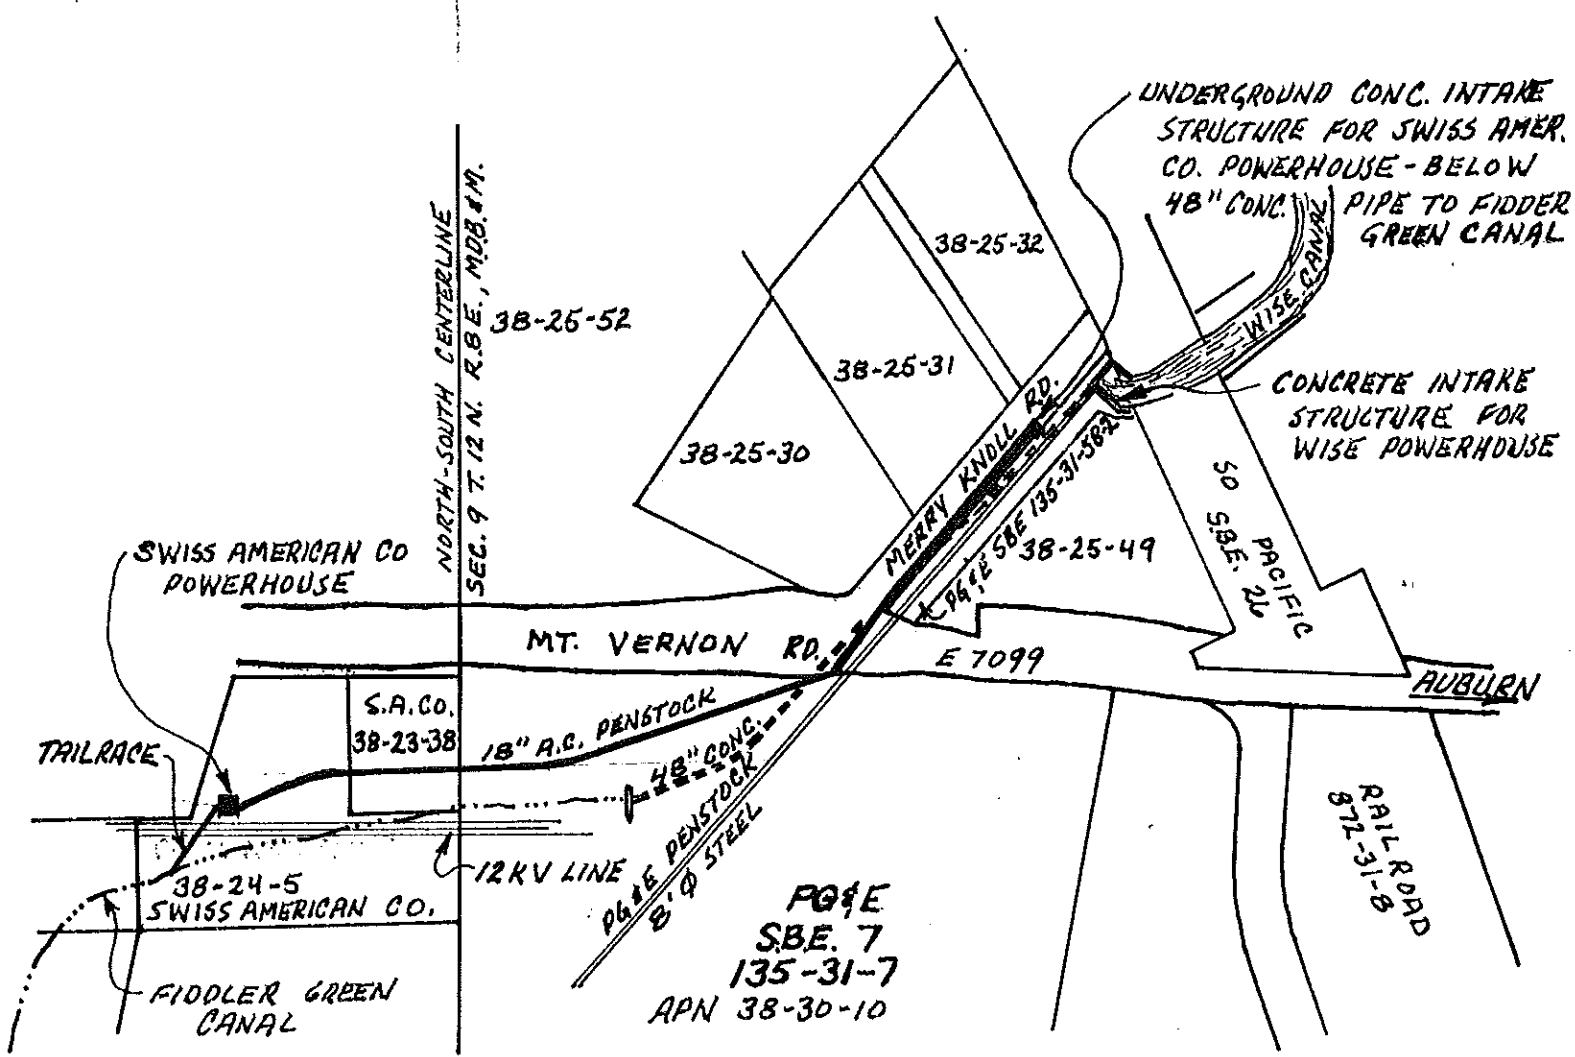 UNDERGROUND CONC. INTAKE
STRUCTURE FOR SWISS AMER.
CO. POWERHOUSE - BELOW
48" CONC. PIPE TO FIDDER
GREEN CANAL
WISE CANAL
CONCRETE INTAKE
STRUCTURE FOR
WISE POWERHOUSE
NORTH-SOUTH CENTERLINE
SEC. 9 T. 12 N. R.8 E., M.D.B. & M.
38-25-52
38-25-32
38-25-31
38-25-30
MERRY KNOLL RD.
PG&E SBE 135-31-5B-2
38-25-49
SO PACIFIC
S.B.E. 26
SWISS AMERICAN CO
POWERHOUSE
MT. VERNON RD.
E 7099
AUBURN
S.A.CO.
38-23-38
18" A.C. PENSTOCK
48" CONC.
TAILRACE
PG&E PENSTOCK
8' Φ STEEL
12KV LINE
38-24-5
SWISS AMERICAN CO.
RAILROAD
872-31-8
PG&E
S.B.E. 7
135-31-7
APN 38-30-10
FIDDLER GREEN
CANAL